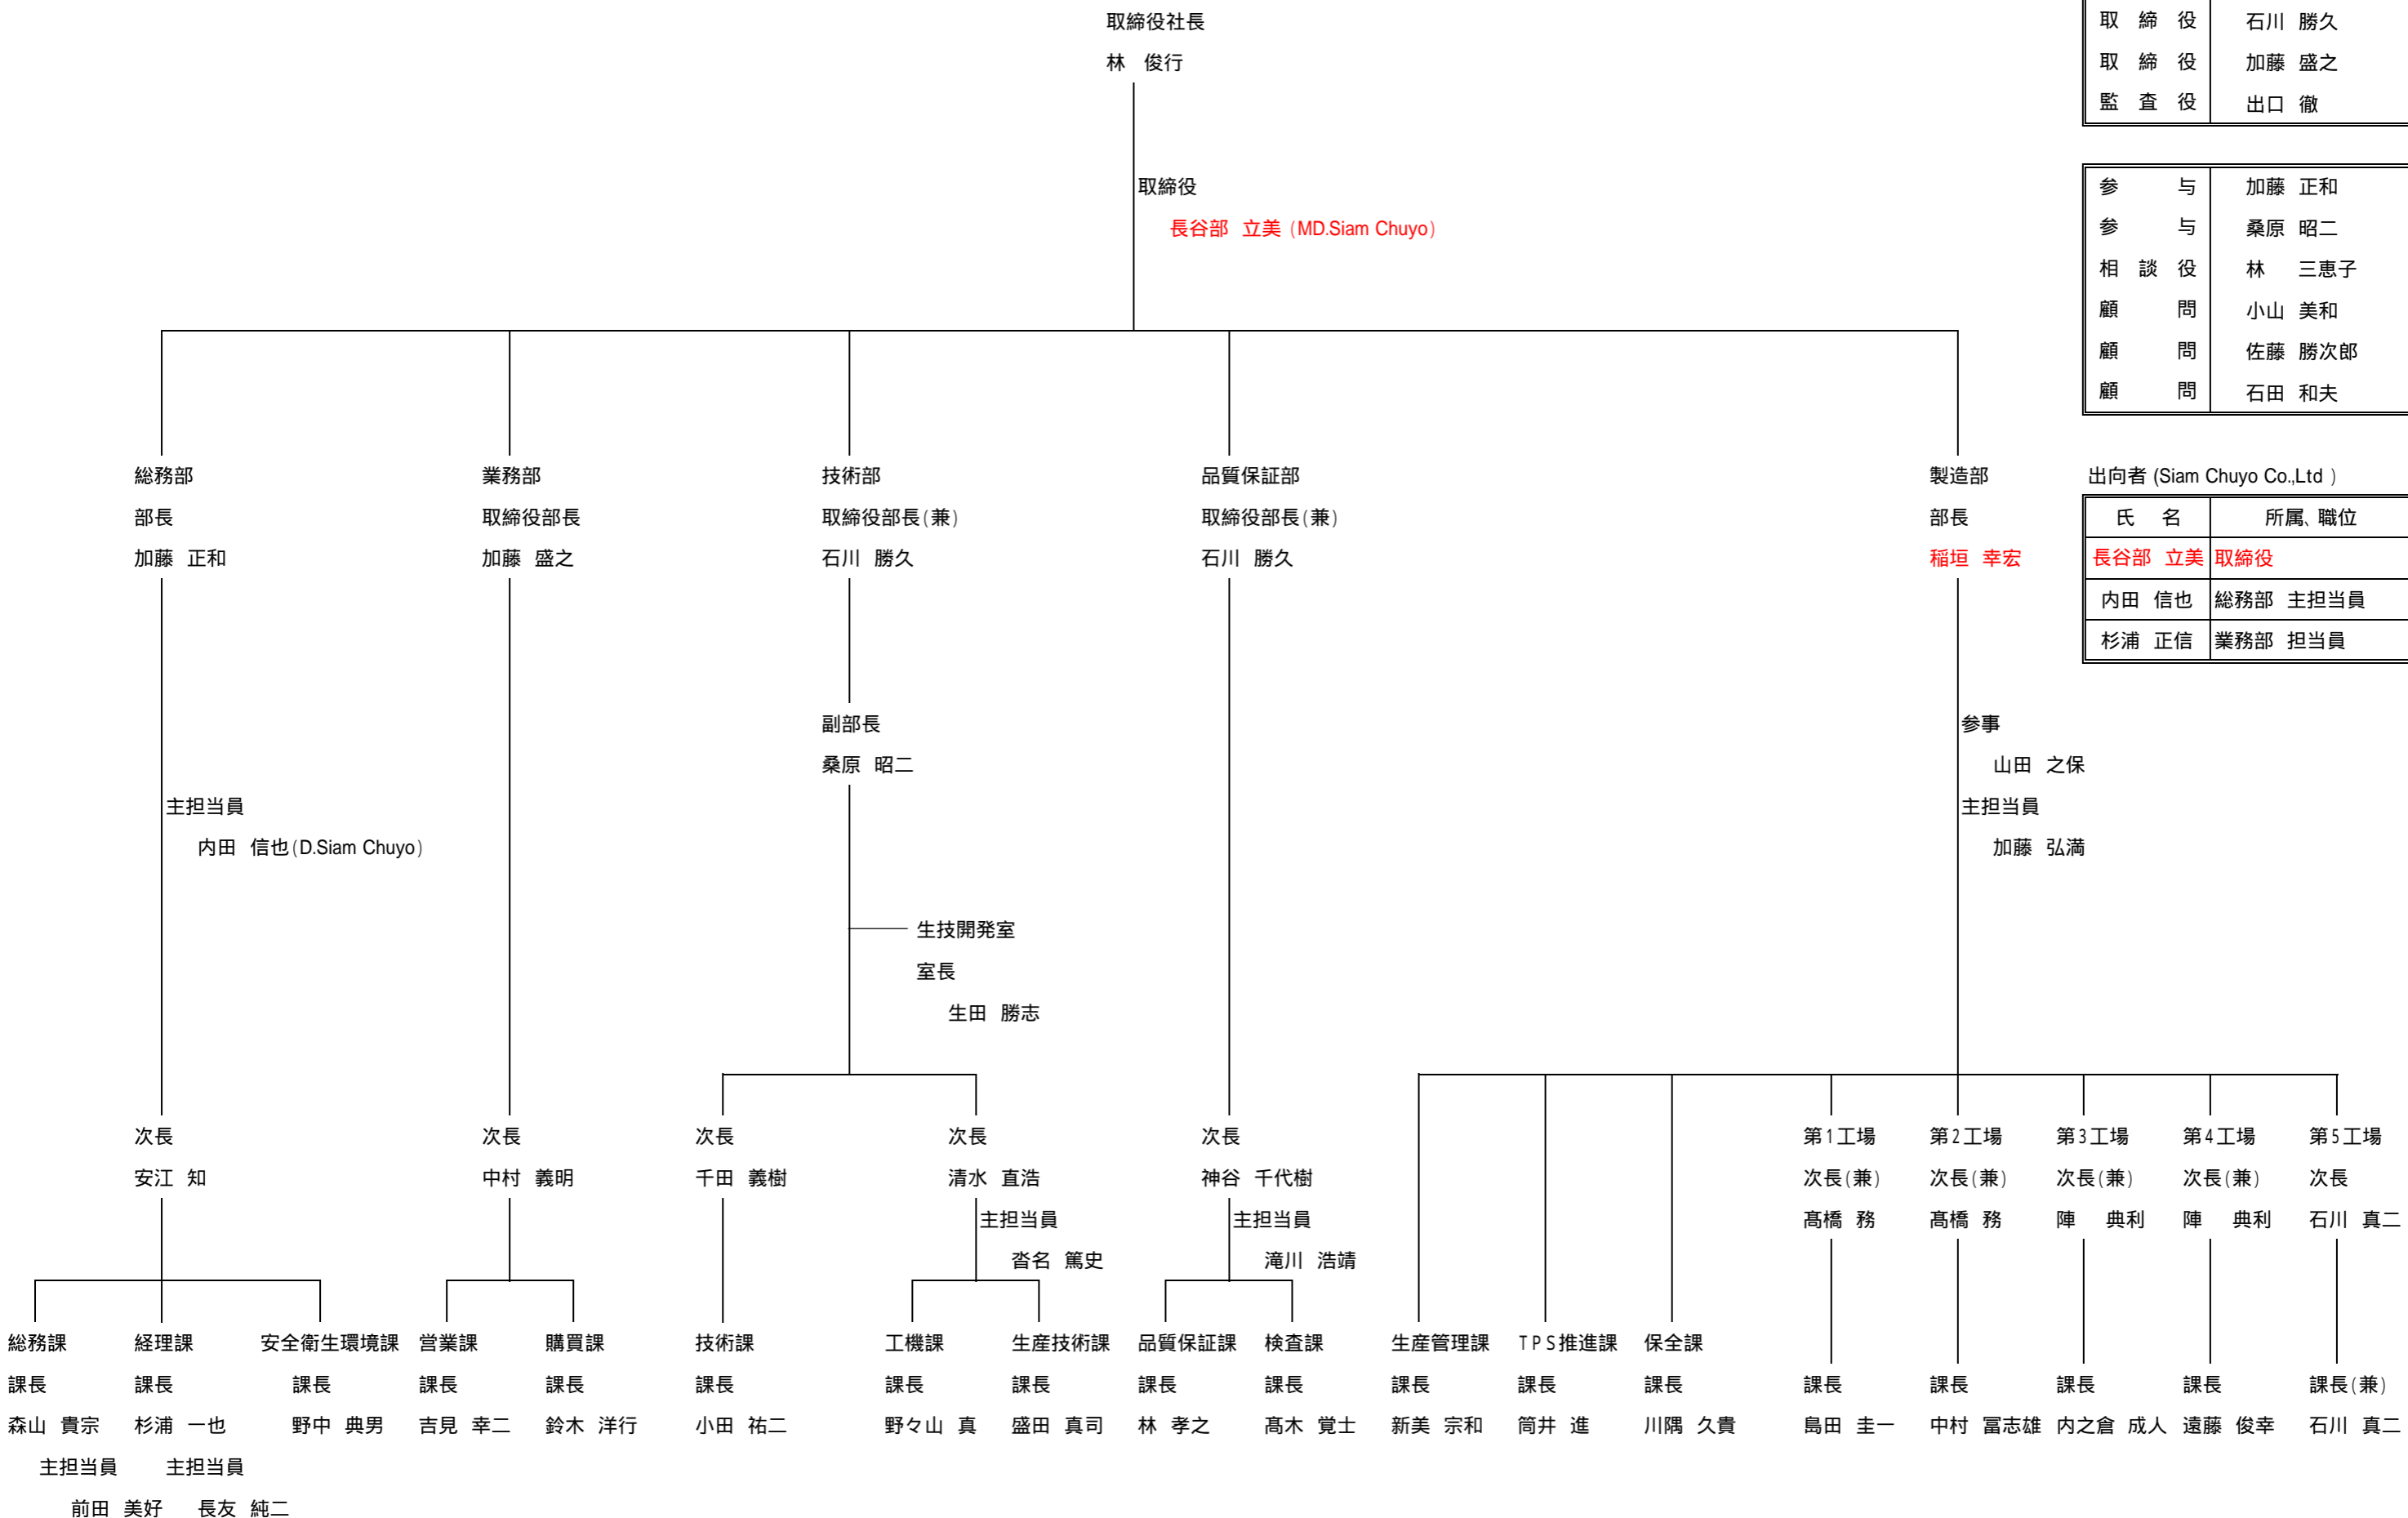 取締役社長
林 俊行
取締役
長谷部 立美 (MD.Siam Chuyo)
取締役 石川 勝久
取締役 加藤 盛之
監査役 出口 徹
参与 加藤 正和
参与 桑原 昭二
相談役 林 三恵子
顧問 小山 美和
顧問 佐藤 勝次郎
顧問 石田 和夫
出向者 (Siam Chuyo Co.,Ltd )
氏 名 所属、職位
長谷部 立美 取締役
内田 信也 総務部 主担当員
杉浦 正信 業務部 担当員
総務部
部長
加藤 正和
主担当員
内田 信也(D.Siam Chuyo)
次長
安江 知
総務課
課長
森山 貴宗
主担当員
前田 美好
経理課
課長
杉浦 一也
主担当員
長友 純二
安全衛生環境課
課長
野中 典男
業務部
取締役部長
加藤 盛之
次長
中村 義明
営業課
課長
吉見 幸二
購買課
課長
鈴木 洋行
技術部
取締役部長(兼)
石川 勝久
副部長
桑原 昭二
生技開発室
室長
生田 勝志
次長
千田 義樹
技術課
課長
小田 祐二
次長
清水 直浩
主担当員
沓名 篤史
工機課
課長
野々山 真
生産技術課
課長
盛田 真司
品質保証部
取締役部長(兼)
石川 勝久
次長
神谷 千代樹
主担当員
滝川 浩靖
品質保証課
課長
林 孝之
検査課
課長
髙木 覚士
製造部
部長
稲垣 幸宏
参事
山田 之保
主担当員
加藤 弘満
生産管理課
課長
新美 宗和
TPS推進課
課長
筒井 進
保全課
課長
川隅 久貴
第1工場
次長(兼)
髙橋 務
課長
島田 圭一
第2工場
次長(兼)
髙橋 務
課長
中村 冨志雄
第3工場
次長(兼)
陣 典利
課長
内之倉 成人
第4工場
次長(兼)
陣 典利
課長
遠藤 俊幸
第5工場
次長
石川 真二
課長(兼)
石川 真二